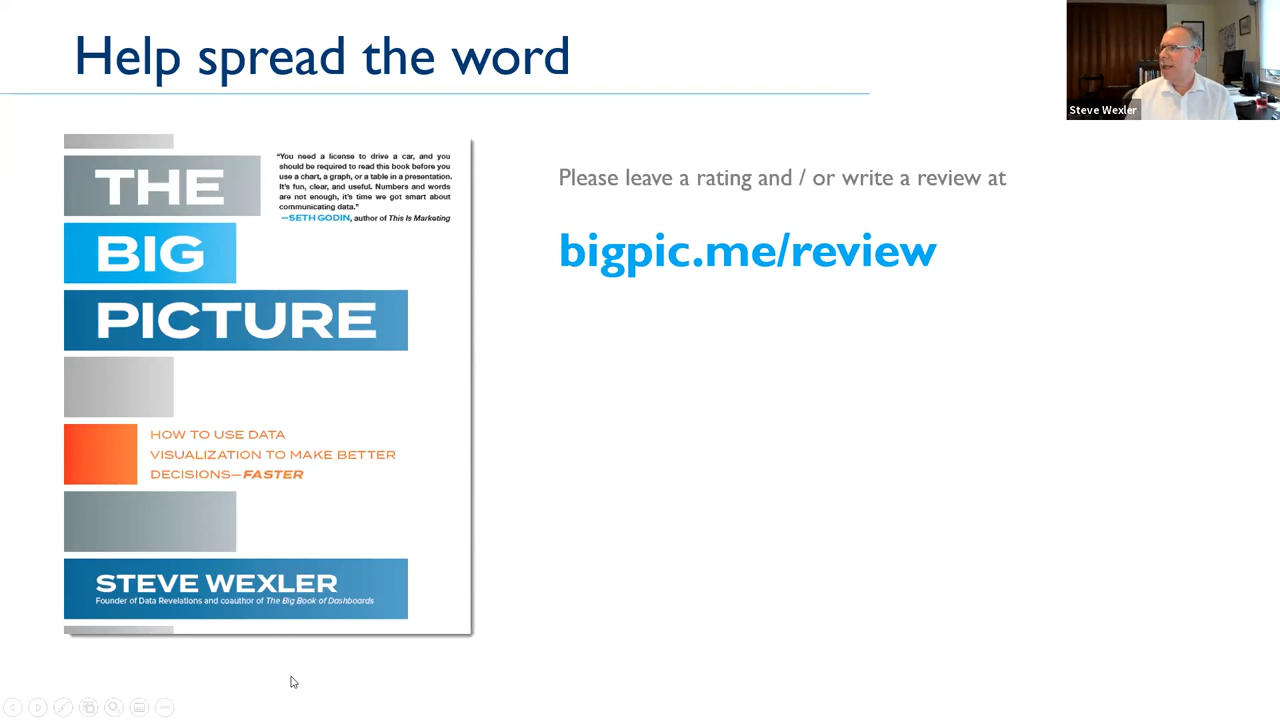 Help spread the word
Steve Wexler
THE
BIG
PICTURE
"You need a license to drive a car, and you
should be required to read this book before you
use a chart, a graph, or a table in a presentation.
It's fun, clear, and useful. Numbers and words
are not enough, it's time we got smart about
communicating data."
—SETH GODIN, author of This Is Marketing
HOW TO USE DATA
VISUALIZATION TO MAKE BETTER
DECISIONS—FASTER
STEVE WEXLER
Founder of Data Revelations and coauthor of The Big Book of Dashboards
Please leave a rating and / or write a review at
bigpic.me/review